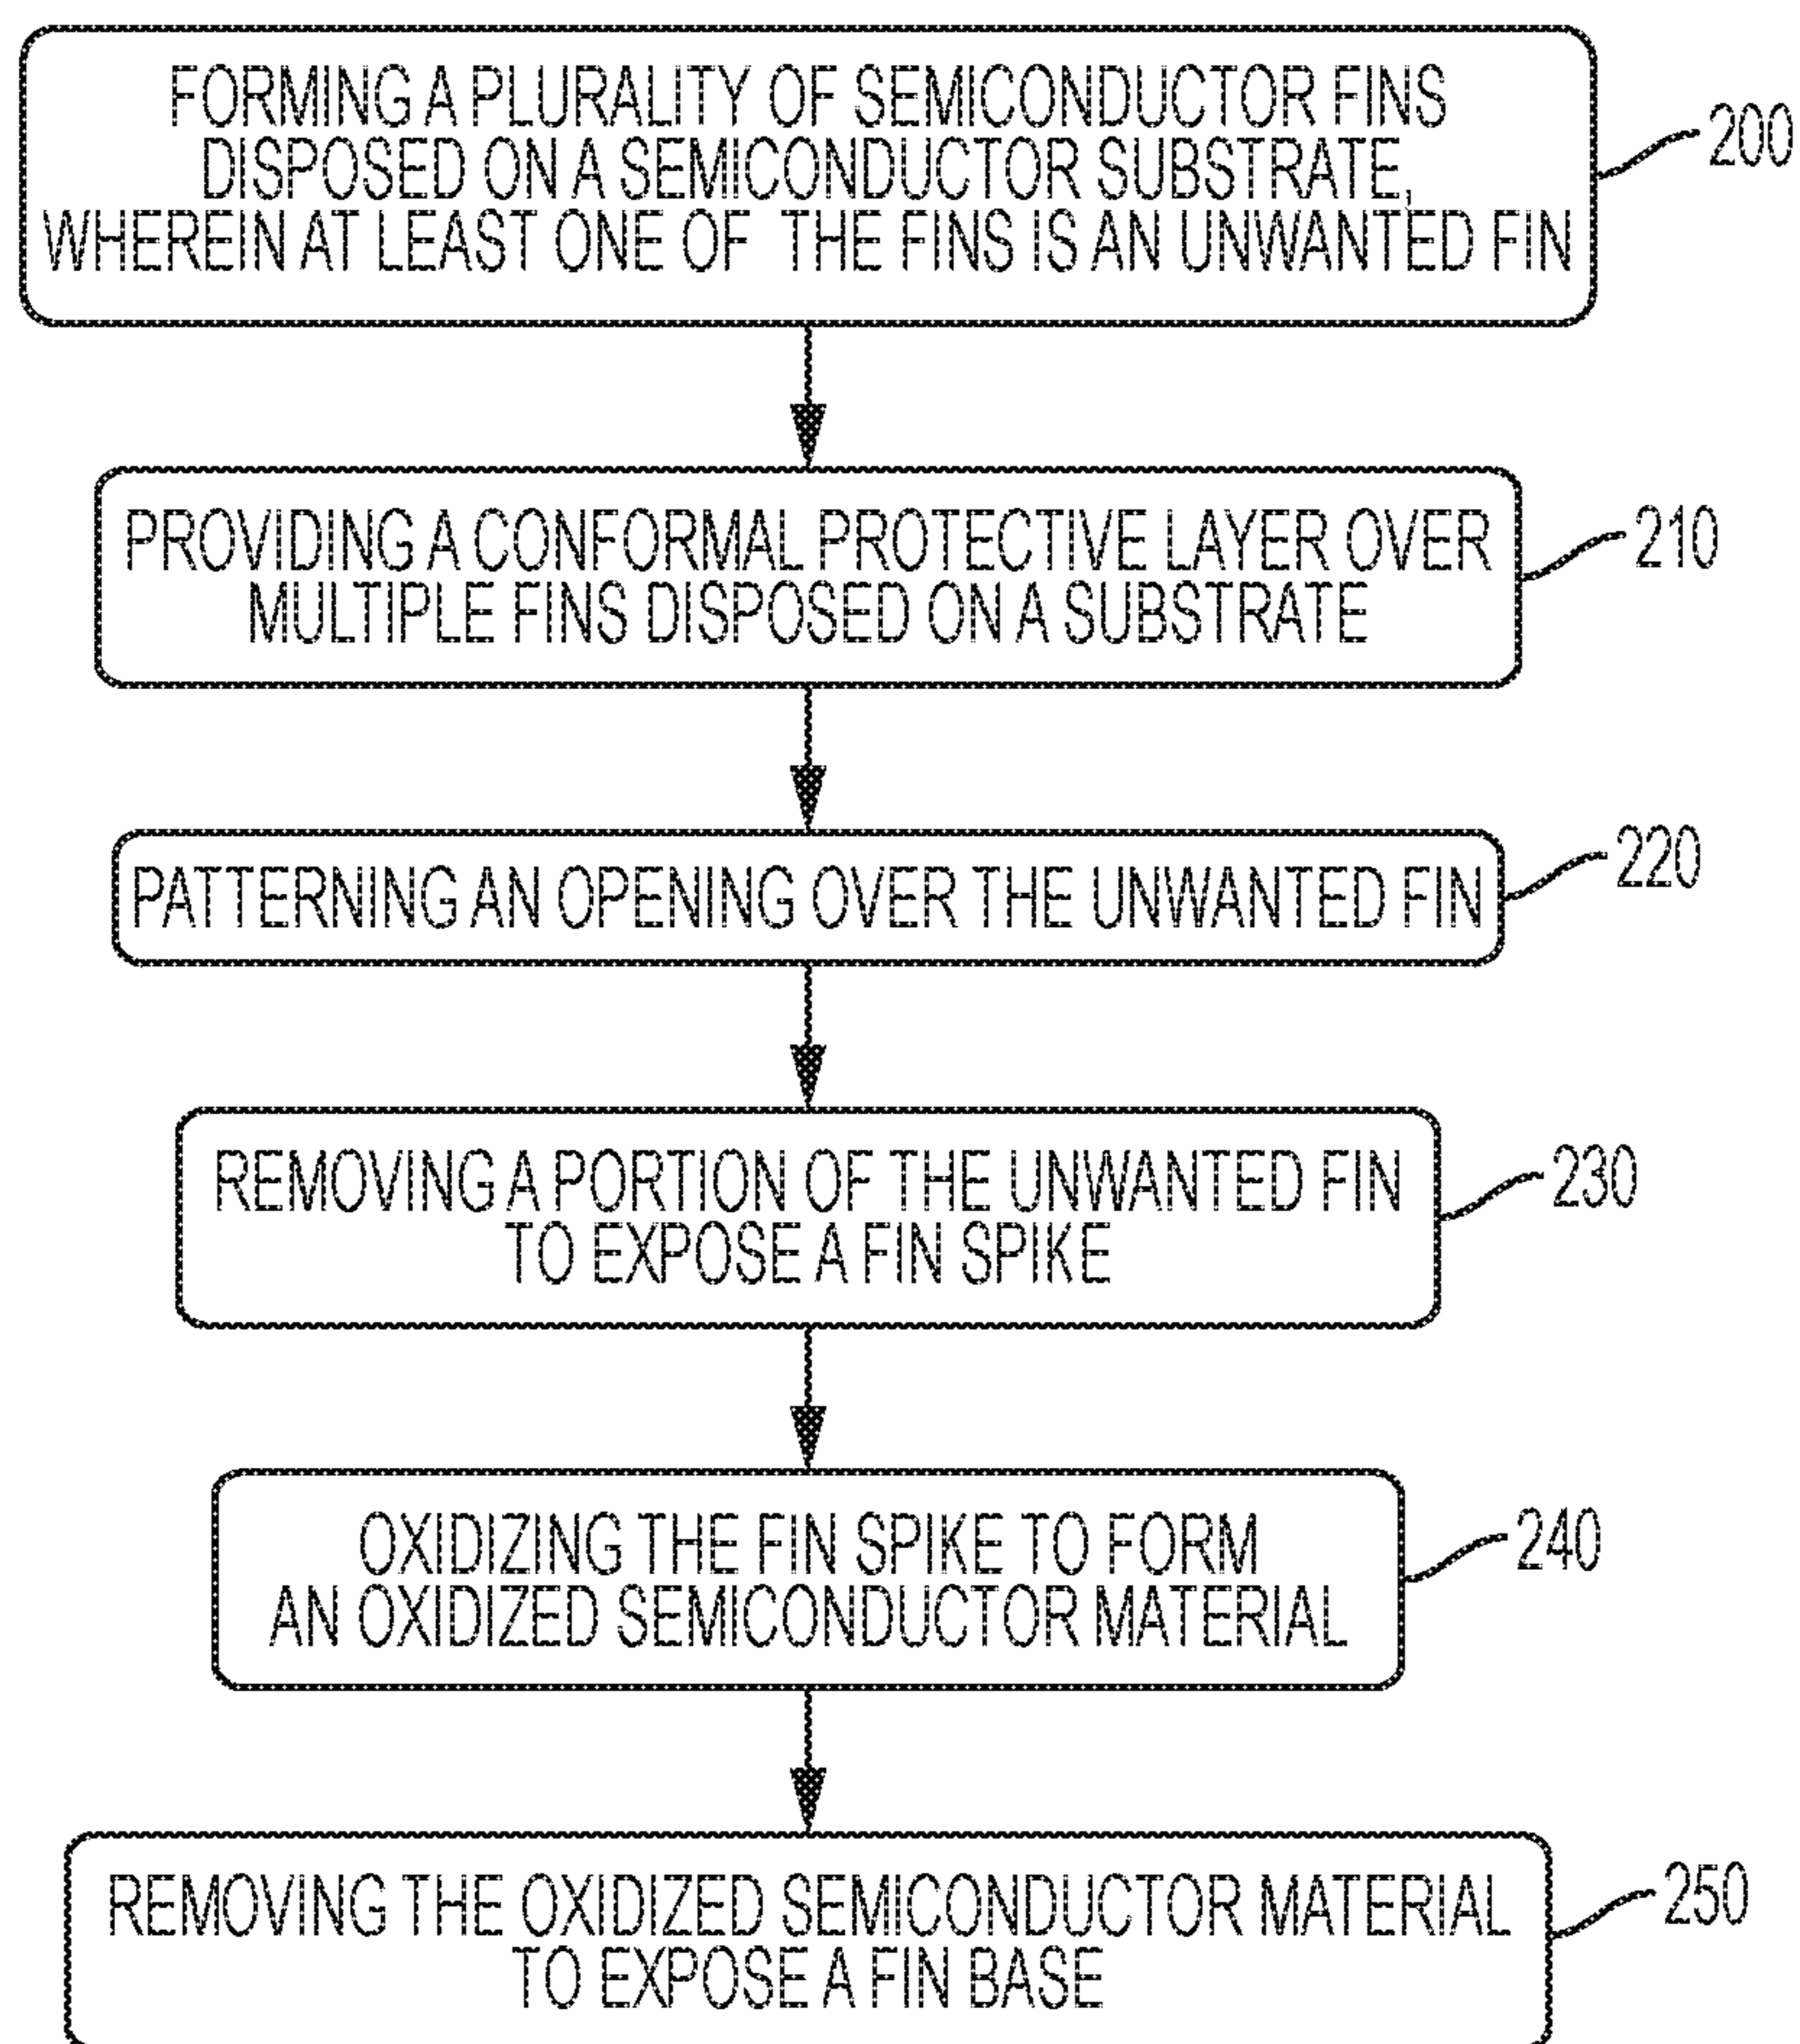 FORMING A PLURALITY OF SEMICONDUCTOR FINS
DISPOSED ON A SEMICONDUCTOR SUBSTRATE,
WHEREIN AT LEAST ONE OF THE FINS IS AN UNWANTED FIN
200
PROVIDING A CONFORMAL PROTECTIVE LAYER OVER
MULTIPLE FINS DISPOSED ON A SUBSTRATE
210
PATTERNING AN OPENING OVER THE UNWANTED FIN
220
REMOVING A PORTION OF THE UNWANTED FIN
TO EXPOSE A FIN SPIKE
230
OXIDIZING THE FIN SPIKE TO FORM
AN OXIDIZED SEMICONDUCTOR MATERIAL
240
REMOVING THE OXIDIZED SEMICONDUCTOR MATERIAL
TO EXPOSE A FIN BASE
250